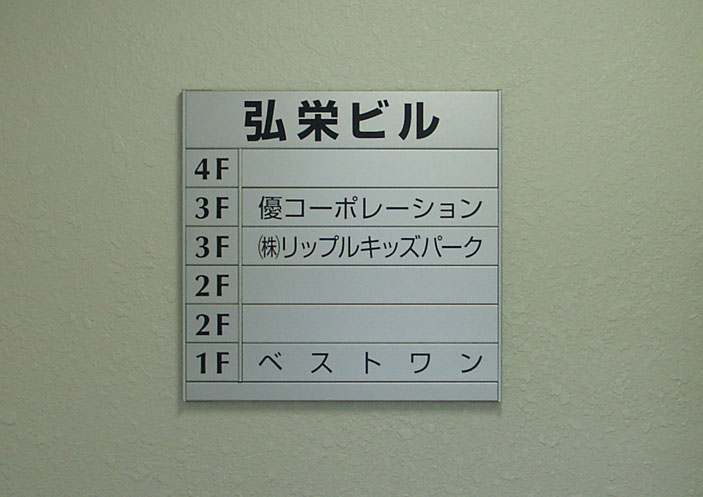 弘栄ビル
4F
3F 優コーポレーション
3F ㈱リップルキッズパーク
2F
2F
1F ベストワン